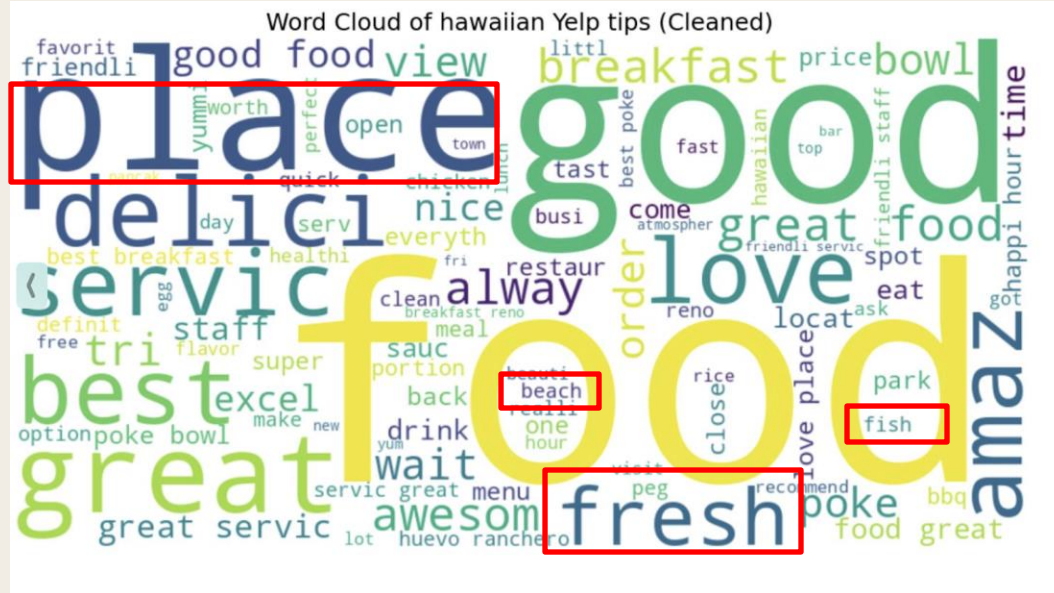 Word Cloud of hawaiian Yelp tips (Cleaned)
favorit
good food
view
littl
breakfast
price
bowl
friendli
place
good
time
yummi
worth
perfect
open
town
lunch
best poke
fast
hawaiian
bar
top
friendli staff
pancak
quick
chicken
tast
delici
day
serv
nice
busi
come
atmospher
great food
happi hour
everyth
best breakfast
healthi
fri
restaur
friendli servic
spot
servic
egg
clean
alway
order
love
eat
got
breakfast reno
reno
locat
ask
definit
staff
meal
free
tri
flavor
sauc
food
amaz
super
portion
beauti
rice
park
best
excel
back
beach
realli
close
love place
fish
make
new
one
option
poke bowl
drink
hour
yum
great
wait
visit
servic great
menu
peg
recommend
bbq
awesom
fresh
poke
great servic
lot
huevo ranchero
food great